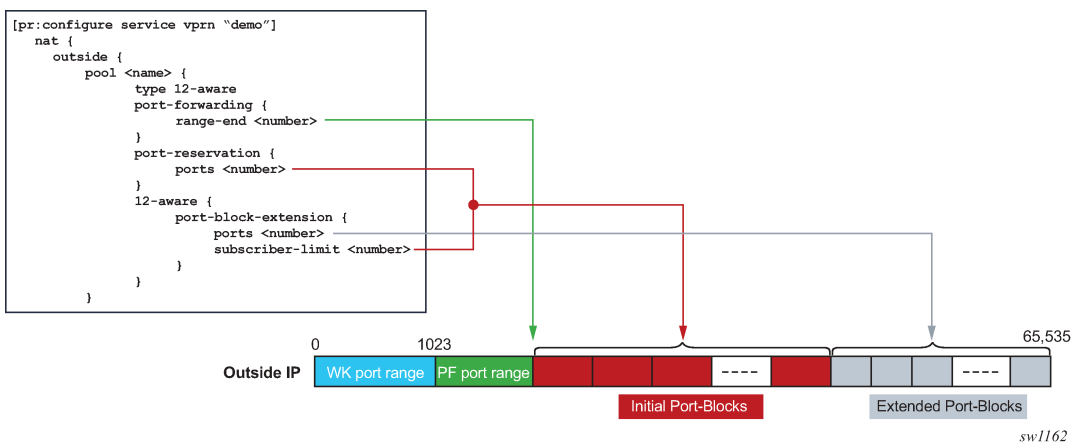 [pr:configure service vprn “demo”]
nat {
outside {
pool <name> {
type 12-aware
port-forwarding {
range-end <number>
}
port-reservation {
ports <number>
}
12-aware {
port-block-extension {
ports <number>
subscriber-limit <number>
}
}
}
0
1023
65,535
Outside IP
WK port range
PF port range
----
----
Initial Port-Blocks
Extended Port-Blocks
sw1162